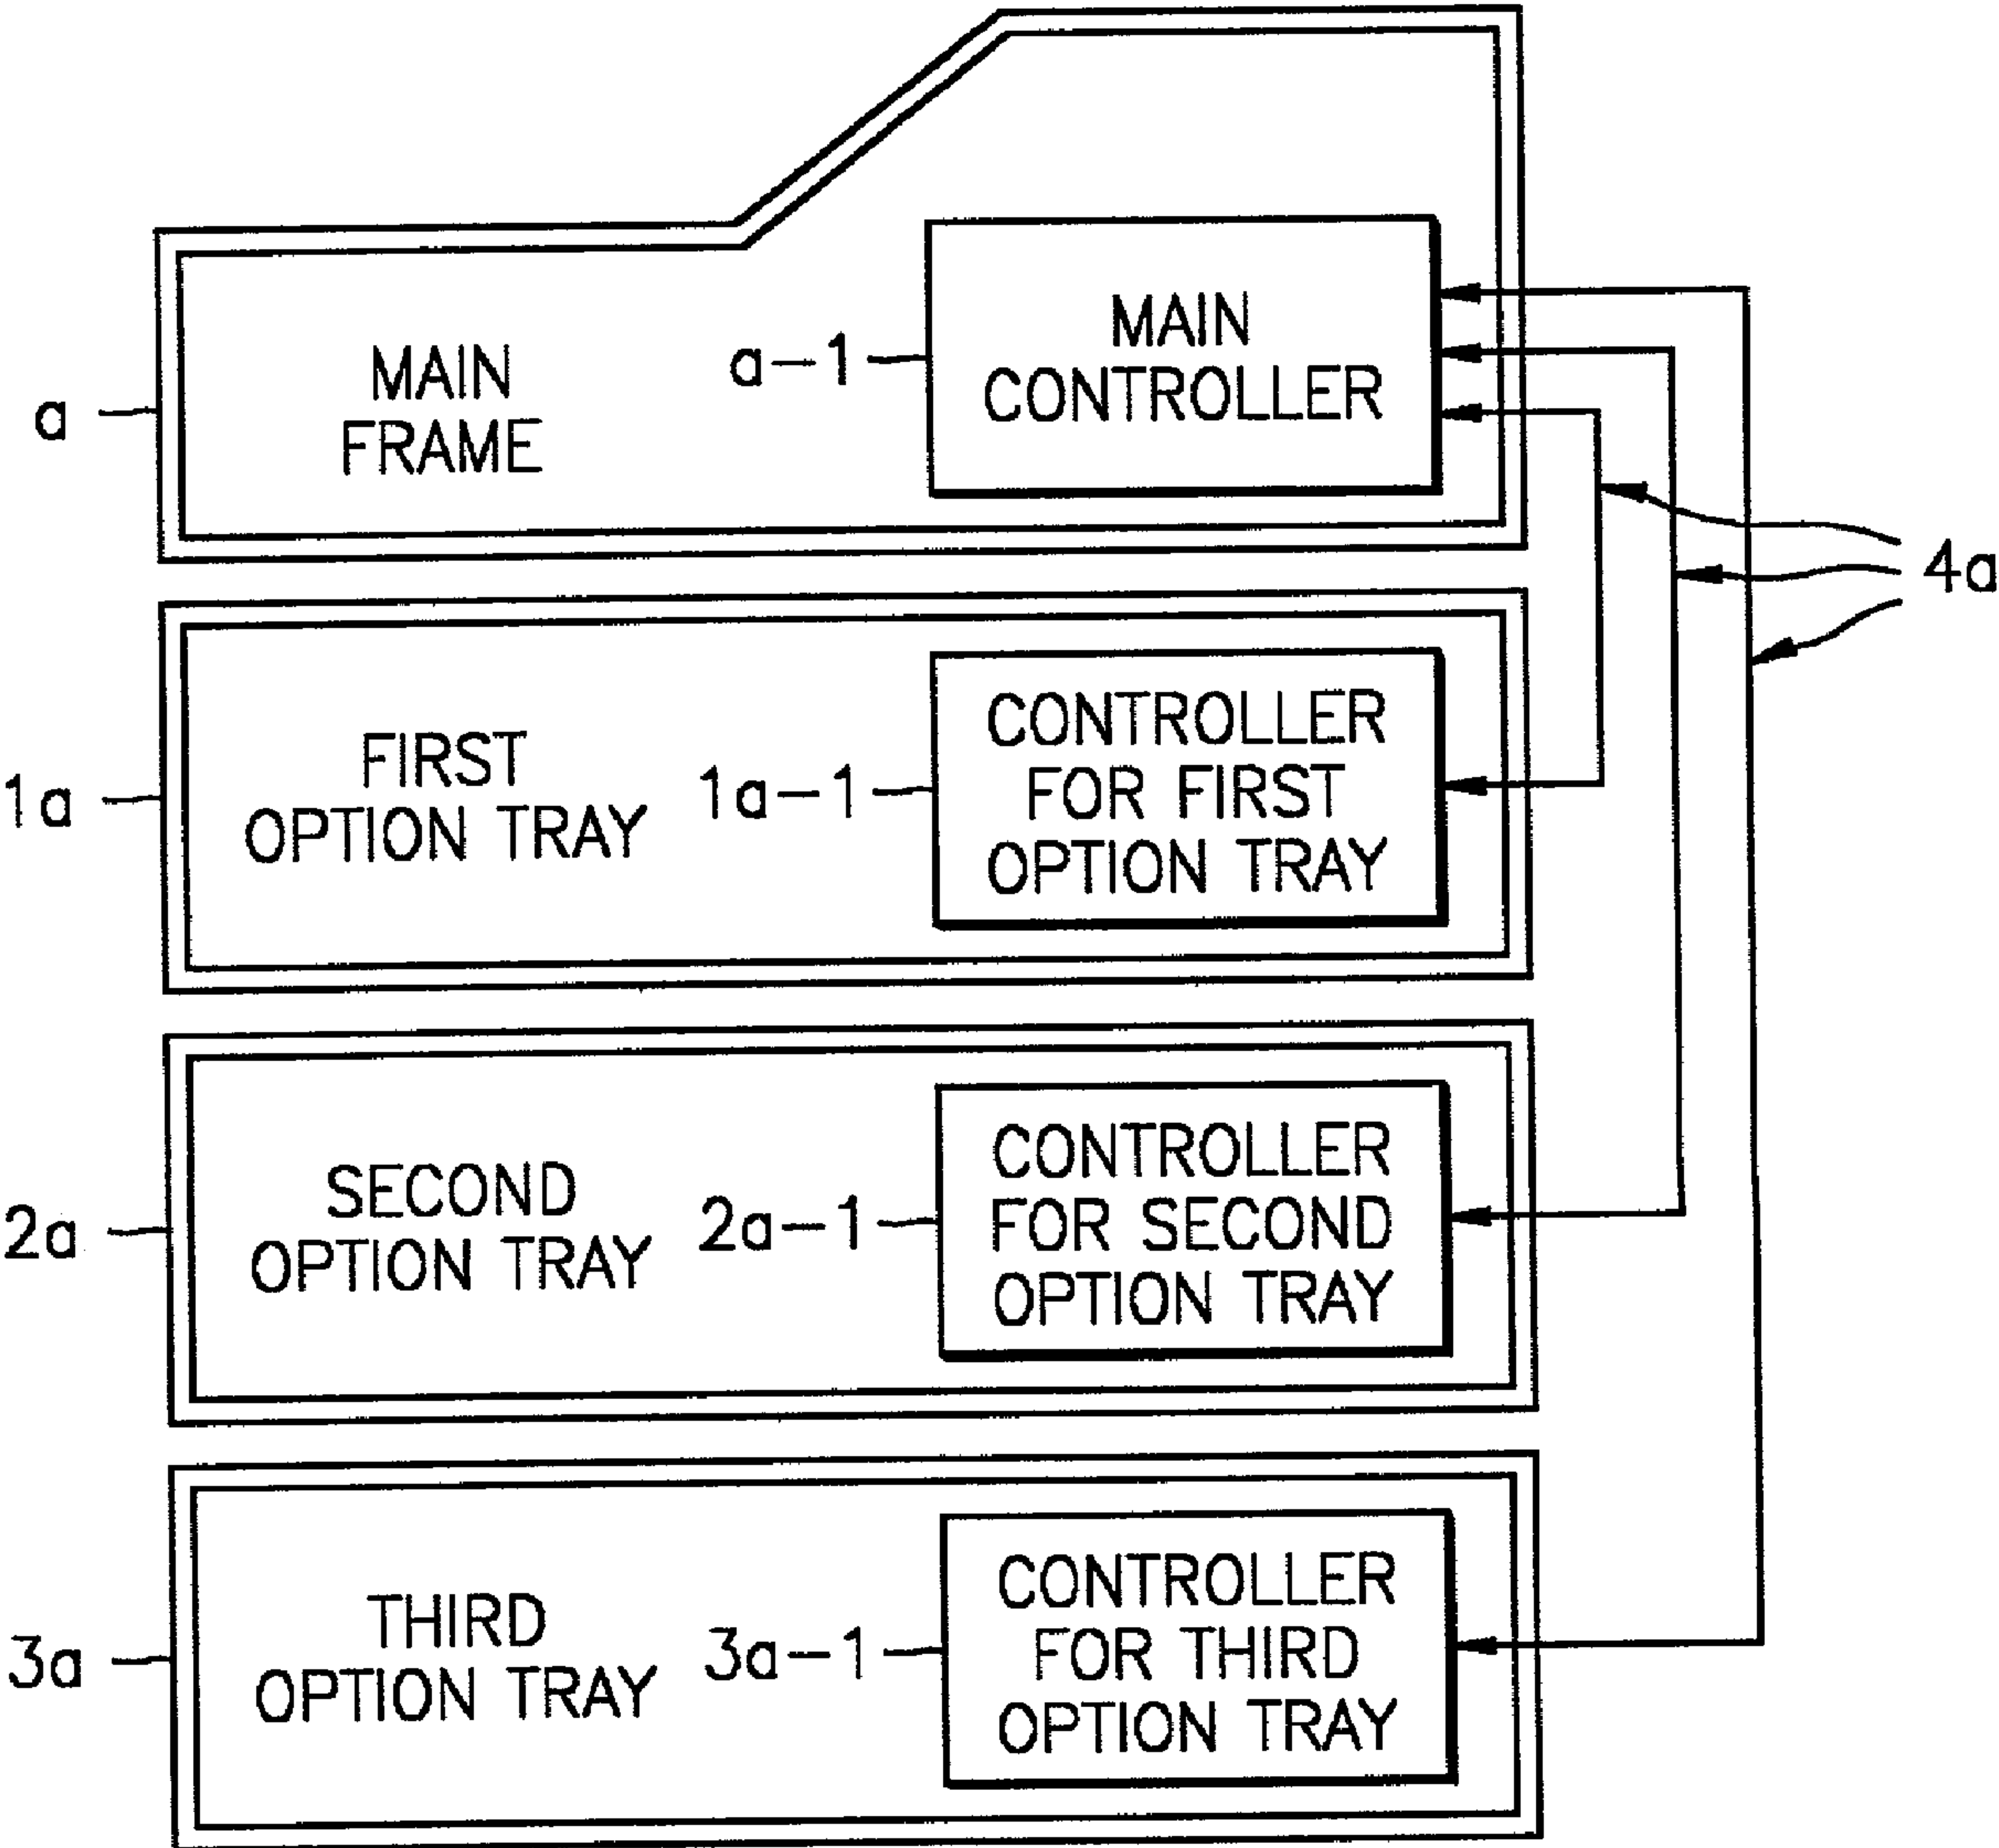 MAIN
FRAME
a
a-1
MAIN
CONTROLLER
4a
1a
FIRST
OPTION TRAY
1a-1
CONTROLLER
FOR FIRST
OPTION TRAY
2a
SECOND
OPTION TRAY
2a-1
CONTROLLER
FOR SECOND
OPTION TRAY
3a
THIRD
OPTION TRAY
3a-1
CONTROLLER
FOR THIRD
OPTION TRAY